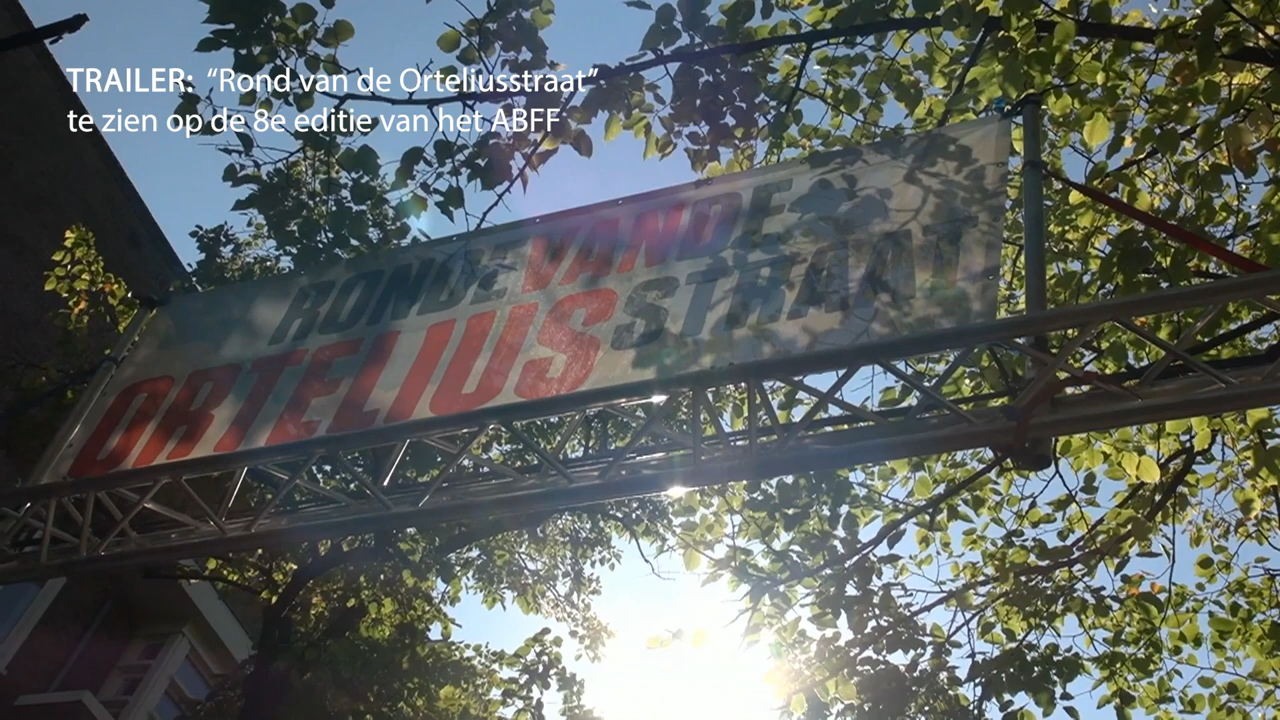 TRAILER: “Rond van de Orteliusstraat”
te zien op de 8e editie van het ABFF
RONDE VAN DE
ORTELIUSSTRAAT